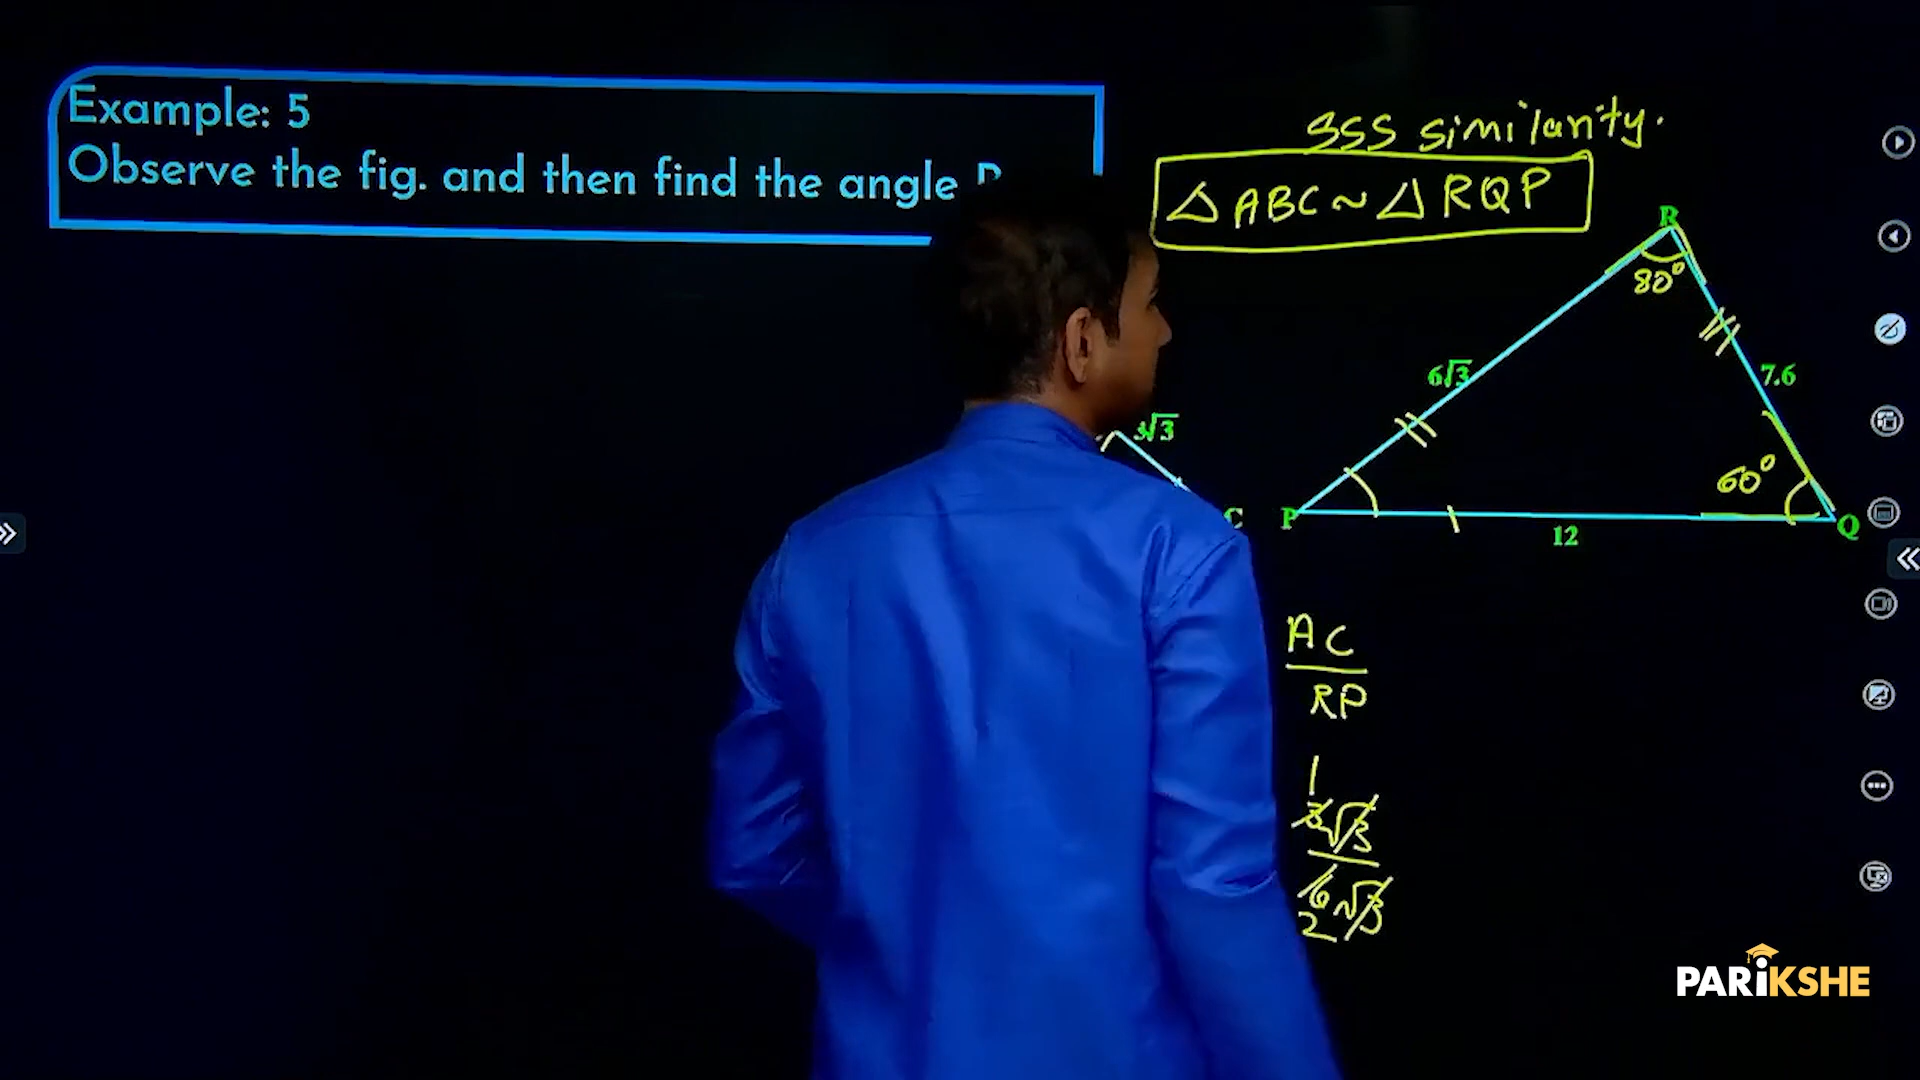 Example: 5
Observe the fig. and then find the angle
SSS similarity.
△ ABC ~ △ RQP
R
80°
6√3
7.6
3√3
60°
C
P
12
Q
AC
RP
1
3√3
6√3
2
PARiKSHE